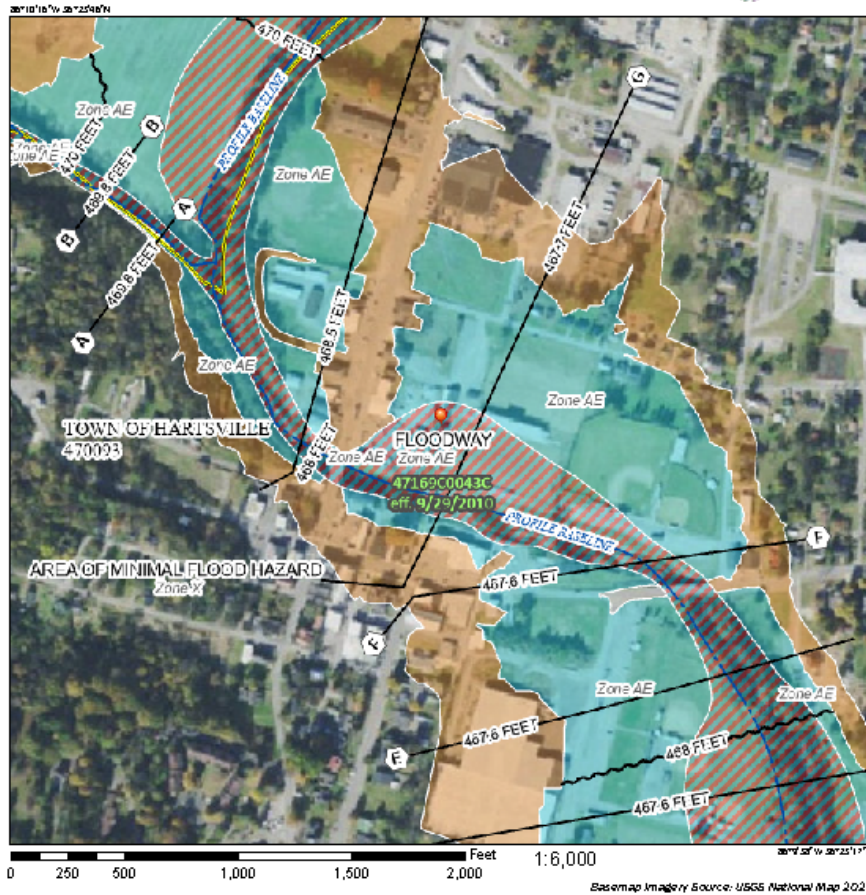 470 FEET
G
PROFILE BASELINE
Zone AE
B
Zone AE
470 FEET
469.8 FEET
Zone AE
A
B
467.7 FEET
469.8 FEET
468.5 FEET
A
Zone AE
Zone AE
TOWN OF HARTSVILLE
470093
468 FEET
FLOODWAY
Zone AE
Zone AE
47169C0043C
eff. 9/29/2010
PROFILE BASELINE
F
AREA OF MINIMAL FLOOD HAZARD
Zone X
467.6 FEET
F
Zone AE
Zone AE
467.6 FEET
E
468 FEET
467.6 FEET
Feet
1:6,000
0 250 500 1,000 1,500 2,000
Basemap Imagery Source: USGS National Map 202